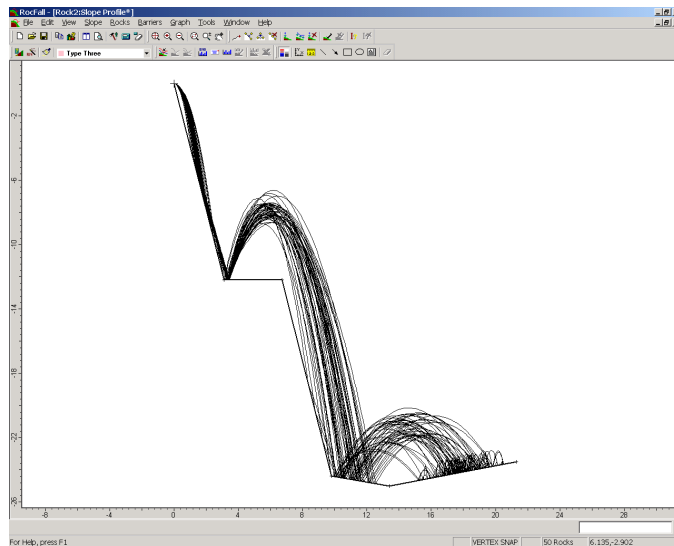 RocFall - [Rock2:Slope Profile*]
File Edit View Slope Rocks Barriers Graph Tools Window Help
Type Three
-2
-6
-10
-14
-18
-22
-26
-8 -4 0 4 8 12 16 20 24 28
For Help, press F1 VERTEX SNAP 50 Rocks 6.135,-2.902